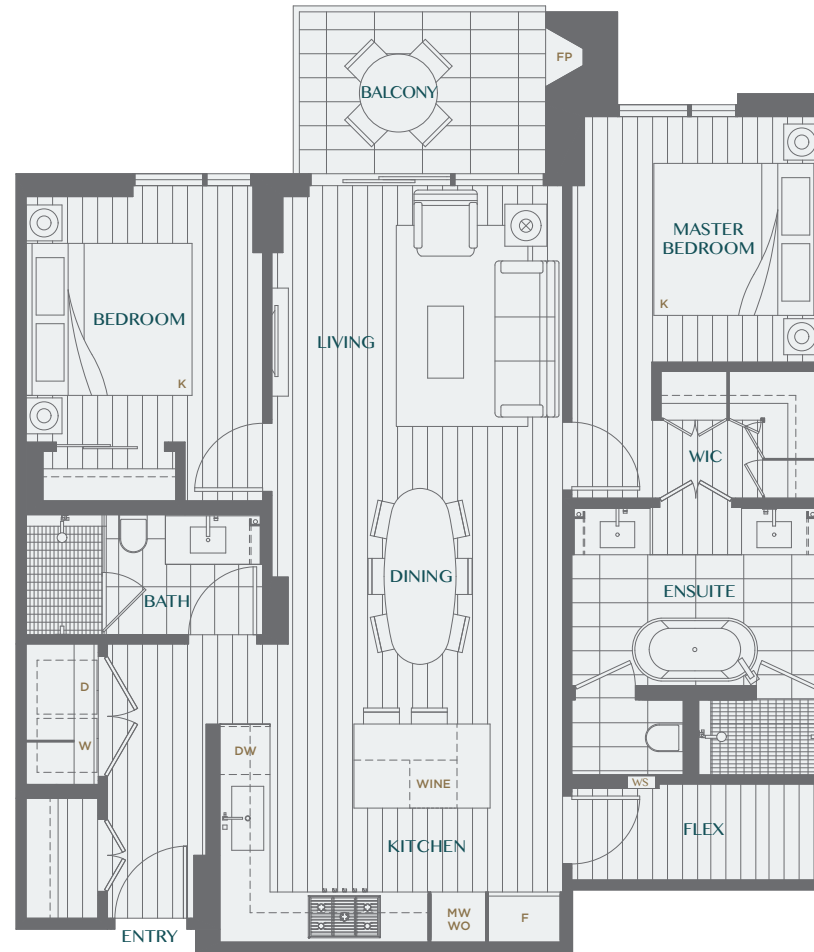 FP
BALCONY
MASTER
BEDROOM
K
BEDROOM
K
LIVING
WIC
DINING
BATH
ENSUITE
D
W
DW
WINE
WS
KITCHEN
FLEX
MW
WO
F
ENTRY